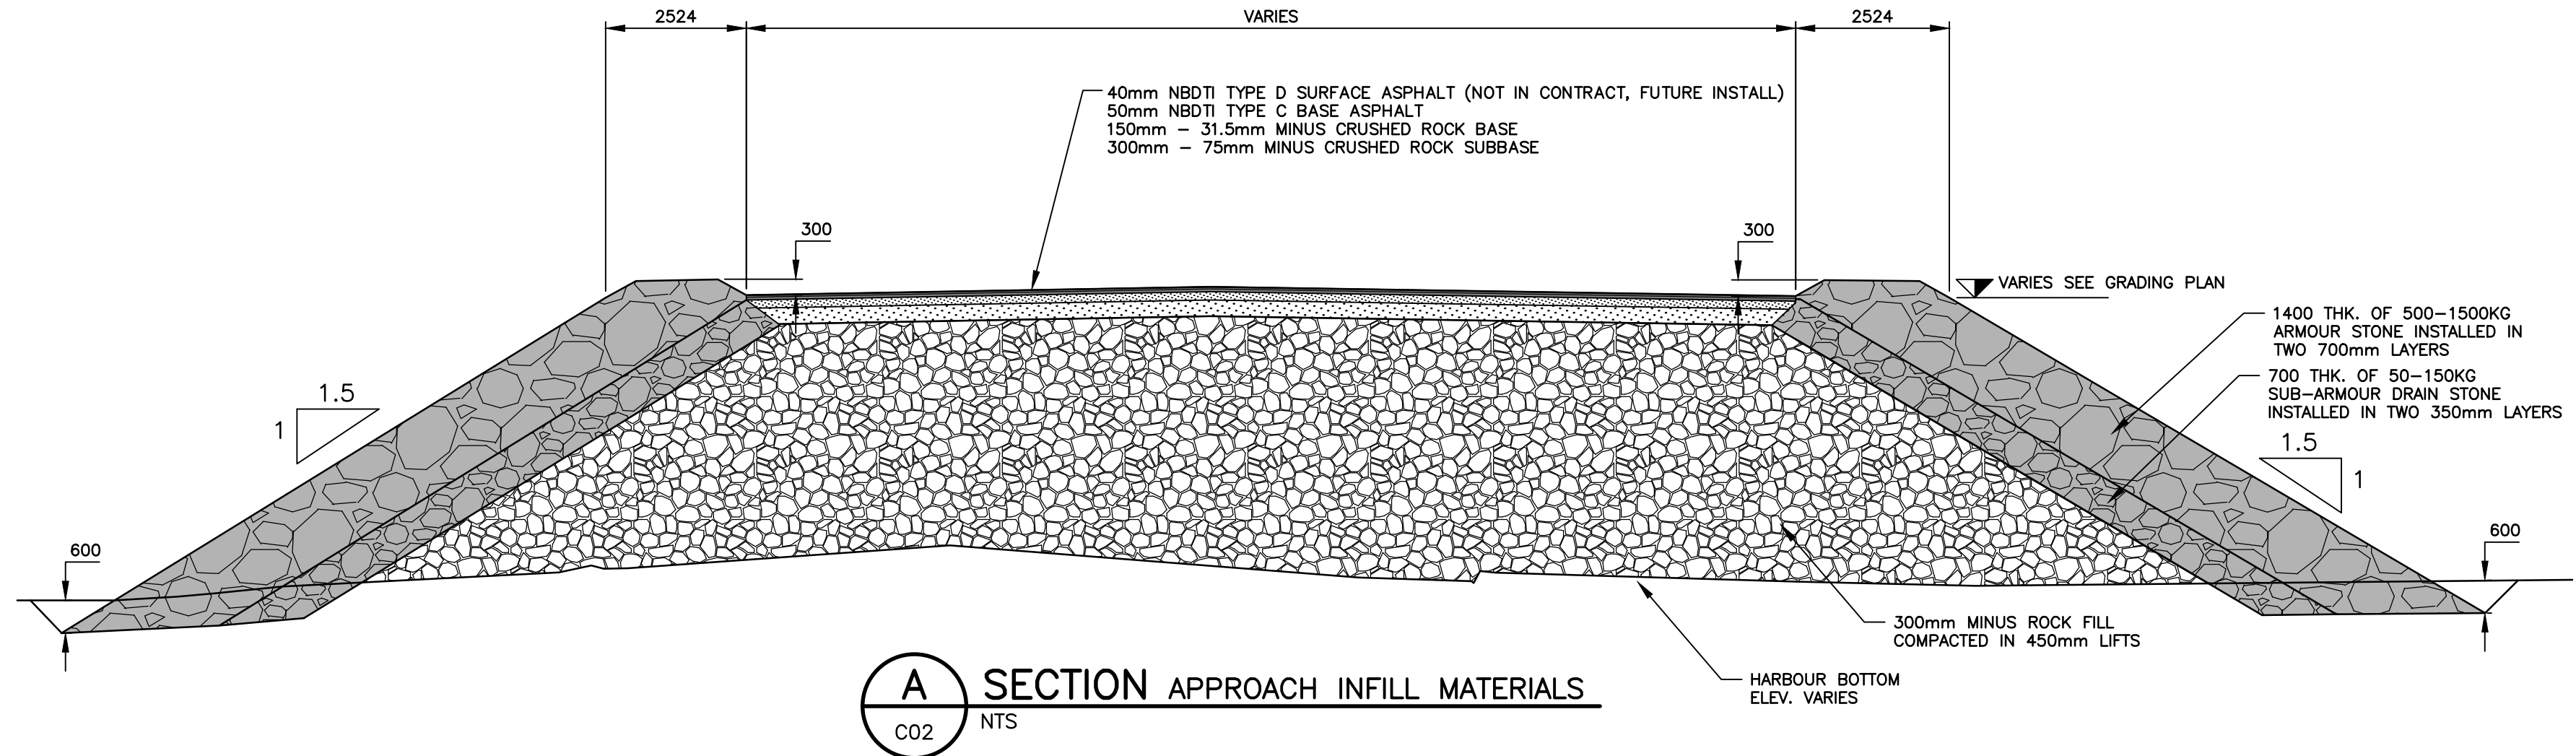 2524
VARIES
2524
40mm NBDTI TYPE D SURFACE ASPHALT (NOT IN CONTRACT, FUTURE INSTALL)
50mm NBDTI TYPE C BASE ASPHALT
150mm – 31.5mm MINUS CRUSHED ROCK BASE
300mm – 75mm MINUS CRUSHED ROCK SUBBASE
300
300
VARIES SEE GRADING PLAN
1400 THK. OF 500–1500KG
ARMOUR STONE INSTALLED IN
TWO 700mm LAYERS
700 THK. OF 50–150KG
SUB–ARMOUR DRAIN STONE
INSTALLED IN TWO 350mm LAYERS
1.5
1
1.5
1
600
600
300mm MINUS ROCK FILL
COMPACTED IN 450mm LIFTS
HARBOUR BOTTOM
ELEV. VARIES
A
C02
SECTION APPROACH INFILL MATERIALS
NTS